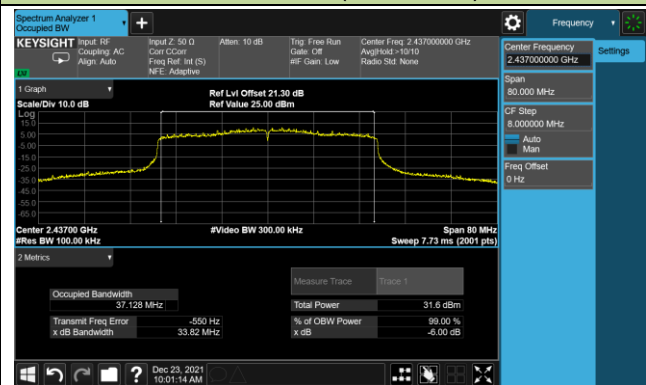 Spectrum Analyzer 1
Occupied BW
Frequency
KEYSIGHT
Input: RF
Coupling: AC
Align: Auto
Input Z: 50 Ω
Corr CCorr
Freq Ref: Int (S)
NFE: Adaptive
Atten: 10 dB
Trig: Free Run
Gate: Off
#IF Gain: Low
Center Freq: 2.437000000 GHz
Avg|Hold:>10/10
Radio Std: None
Center Frequency
2.437000000 GHz
Settings
Span
80.000 MHz
CF Step
8.000000 MHz
Auto
Man
Freq Offset
0 Hz
1 Graph
Scale/Div 10.0 dB
Ref Lvl Offset 21.30 dB
Ref Value 25.00 dBm
Log
15.0
5.00
-5.00
-15.0
-25.0
-35.0
-45.0
-55.0
-65.0
Center 2.43700 GHz
#Res BW 100.00 kHz
#Video BW 300.00 kHz
Span 80 MHz
Sweep 7.73 ms (2001 pts)
2 Metrics
Measure Trace
Trace 1
Occupied Bandwidth
37.128 MHz
Total Power
31.6 dBm
Transmit Freq Error
-550 Hz
% of OBW Power
99.00 %
x dB Bandwidth
33.82 MHz
x dB
-6.00 dB
Dec 23, 2021
10:01:14 AM